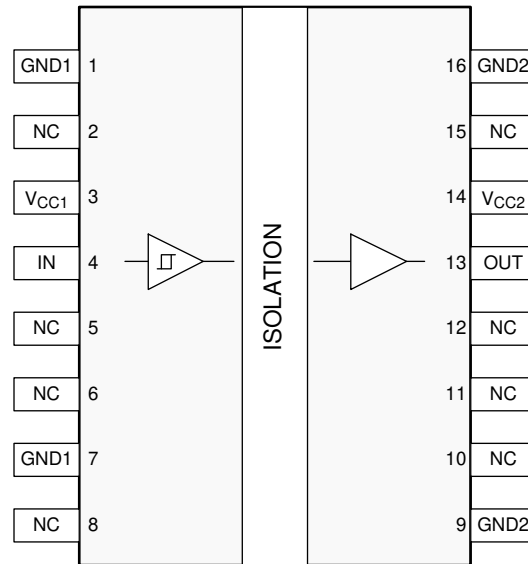 GND1 1 16 GND2
NC 2 15 NC
VCC1 3 14 VCC2
IN 4 13 OUT
NC 5 12 NC
NC 6 11 NC
GND1 7 10 NC
NC 8 9 GND2
ISOLATION